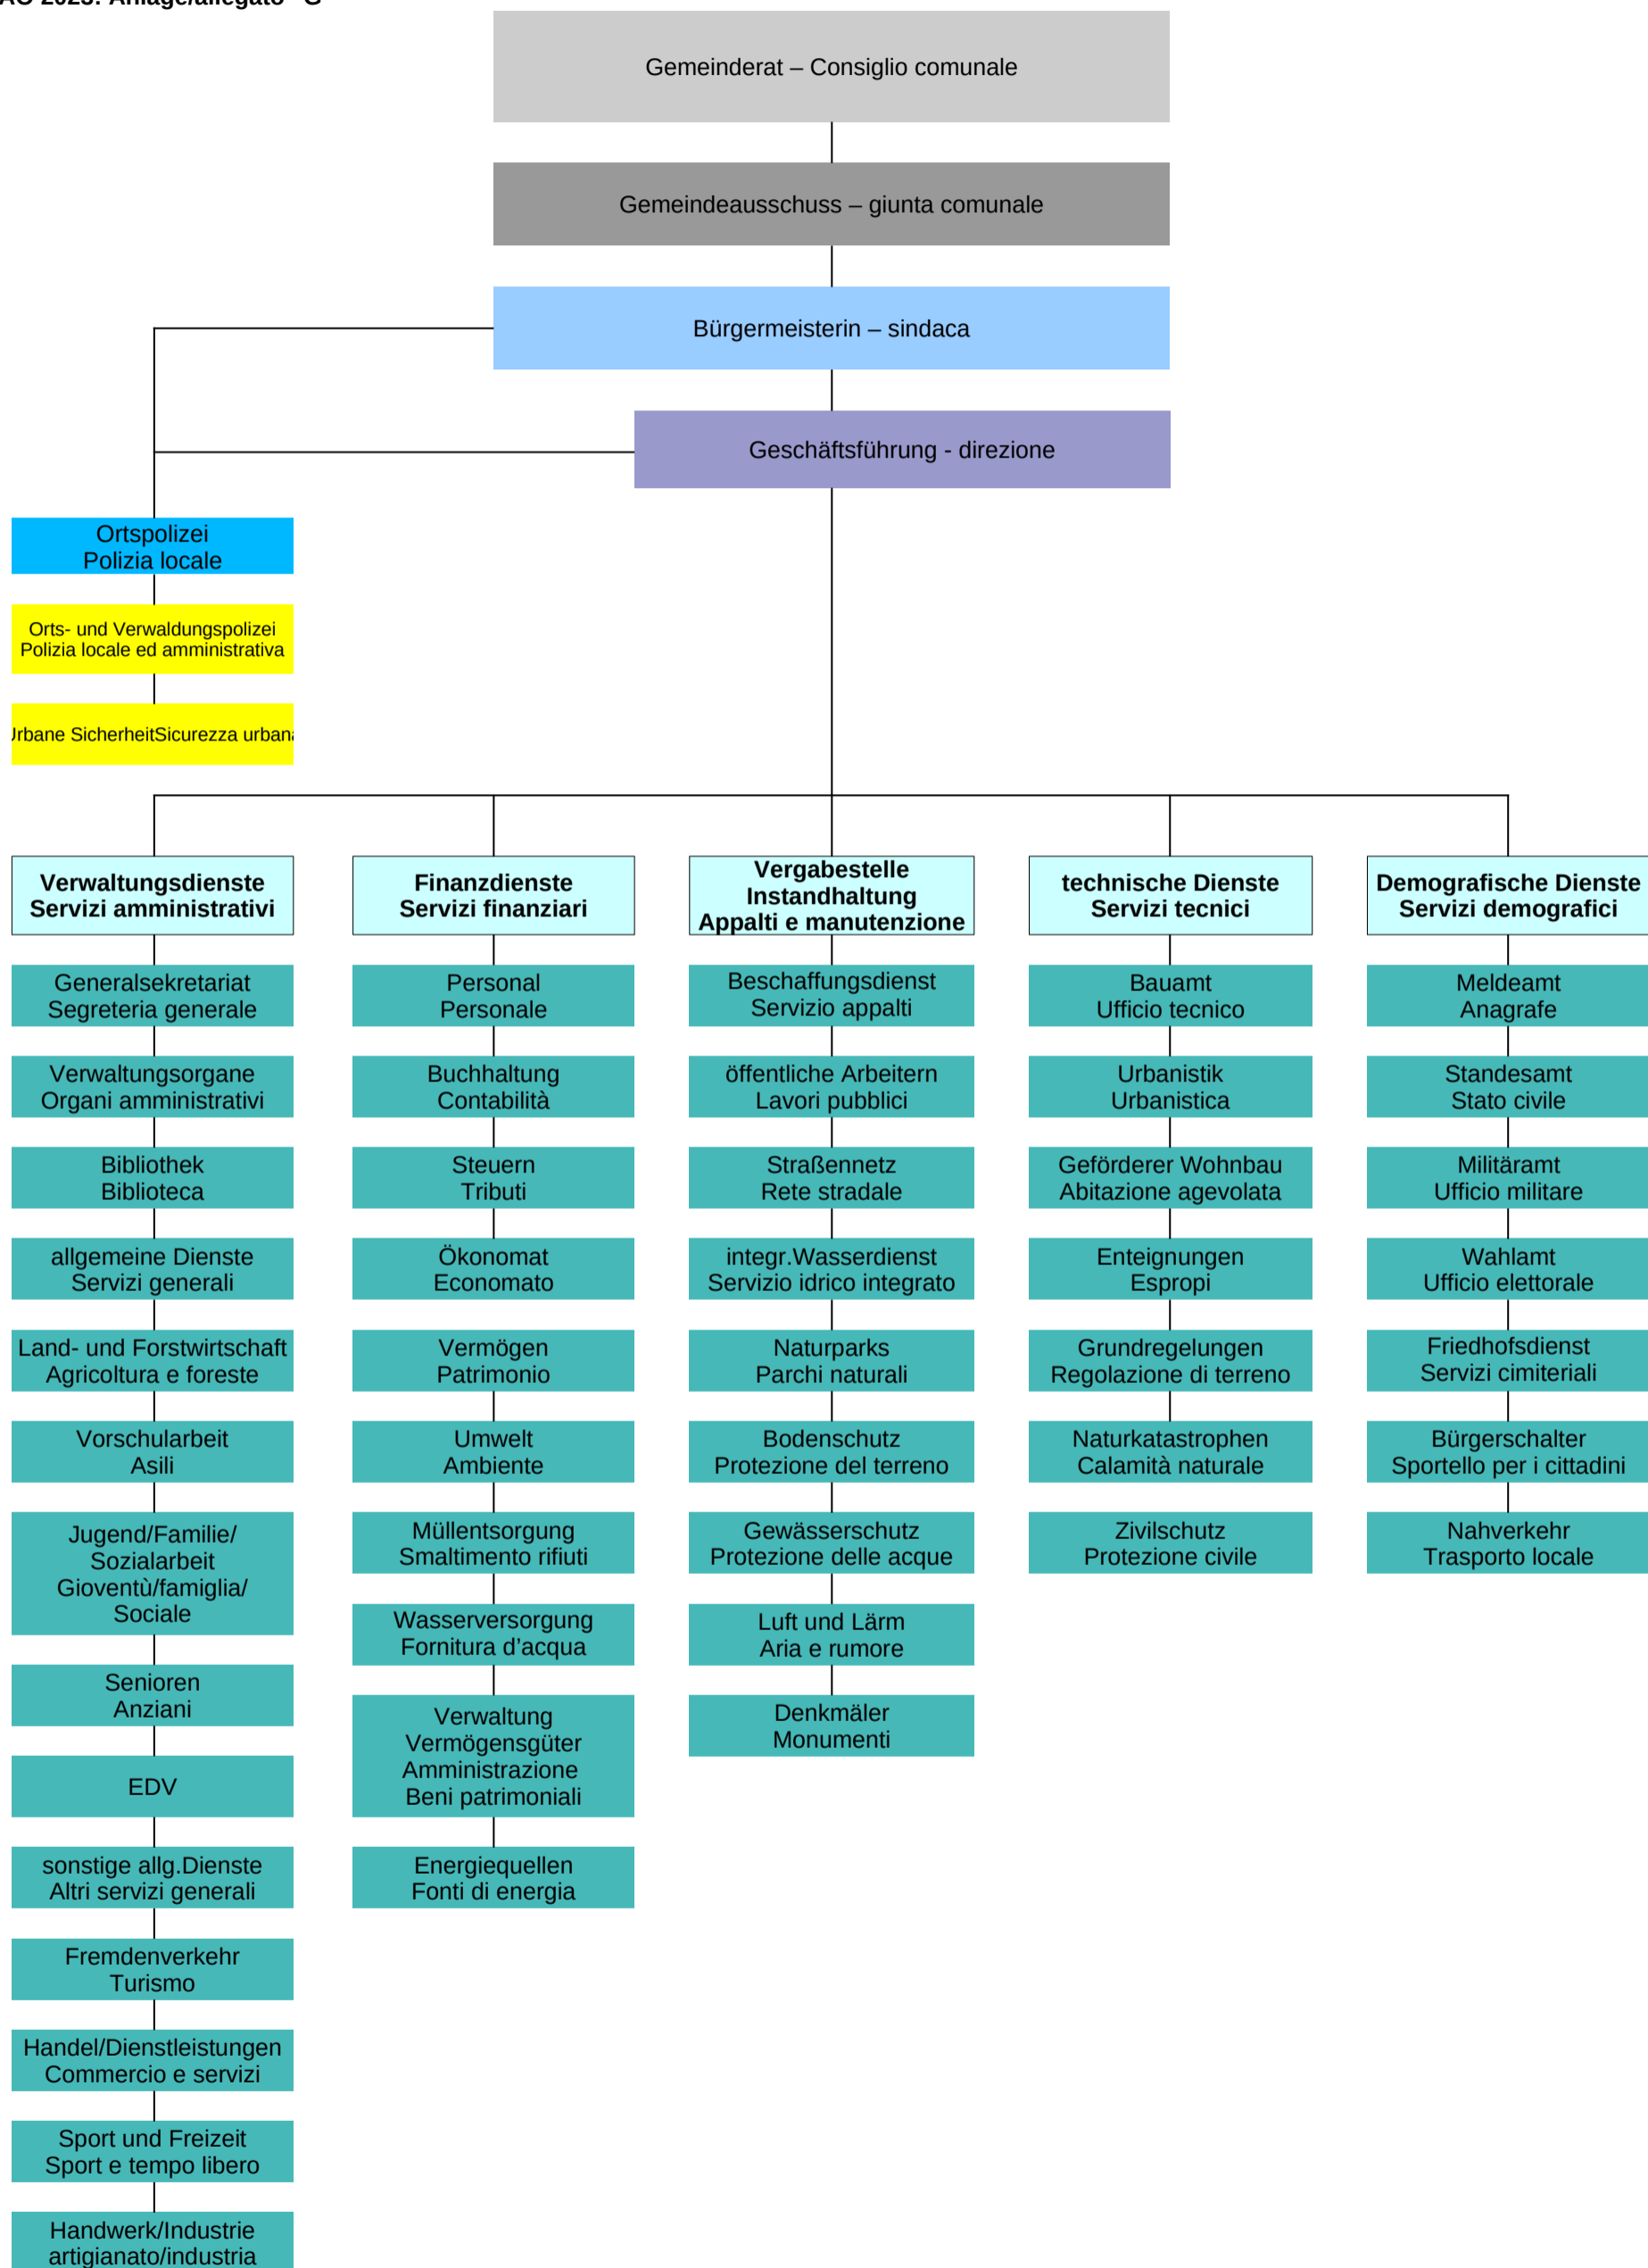 2023: Anlage/allegato "G"
Gemeinderat – Consiglio comunale
Gemeindeausschuss – giunta comunale
Bürgermeisterin – sindaca
Geschäftsführung - direzione
Ortspolizei
Polizia locale
Orts- und Verwaldungspolizei
Polizia locale ed amministrativa
Urbane SicherheitSicurezza urbana
Verwaltungsdienste
Servizi amministrativi
Generalsekretariat
Segreteria generale
Verwaltungsorgane
Organi amministrativi
Bibliothek
Biblioteca
allgemeine Dienste
Servizi generali
Land- und Forstwirtschaft
Agricoltura e foreste
Vorschularbeit
Asili
Jugend/Familie/
Sozialarbeit
Gioventù/famiglia/
Sociale
Senioren
Anziani
EDV
sonstige allg.Dienste
Altri servizi generali
Fremdenverkehr
Turismo
Handel/Dienstleistungen
Commercio e servizi
Sport und Freizeit
Sport e tempo libero
Handwerk/Industrie
artigianato/industria
Finanzdienste
Servizi finanziari
Personal
Personale
Buchhaltung
Contabilità
Steuern
Tributi
Ökonomat
Economato
Vermögen
Patrimonio
Umwelt
Ambiente
Müllentsorgung
Smaltimento rifiuti
Wasserversorgung
Fornitura d’acqua
Verwaltung
Vermögensgüter
Amministrazione
Beni patrimoniali
Energiequellen
Fonti di energia
Vergabestelle
Instandhaltung
Appalti e manutenzione
Beschaffungsdienst
Servizio appalti
öffentliche Arbeitern
Lavori pubblici
Straßennetz
Rete stradale
integr.Wasserdienst
Servizio idrico integrato
Naturparks
Parchi naturali
Bodenschutz
Protezione del terreno
Gewässerschutz
Protezione delle acque
Luft und Lärm
Aria e rumore
Denkmäler
Monumenti
technische Dienste
Servizi tecnici
Bauamt
Ufficio tecnico
Urbanistik
Urbanistica
Geförderer Wohnbau
Abitazione agevolata
Enteignungen
Espropi
Grundregelungen
Regolazione di terreno
Naturkatastrophen
Calamità naturale
Zivilschutz
Protezione civile
Demografische Dienste
Servizi demografici
Meldeamt
Anagrafe
Standesamt
Stato civile
Militäramt
Ufficio militare
Wahlamt
Ufficio elettorale
Friedhofsdienst
Servizi cimiteriali
Bürgerschalter
Sportello per i cittadini
Nahverkehr
Trasporto locale